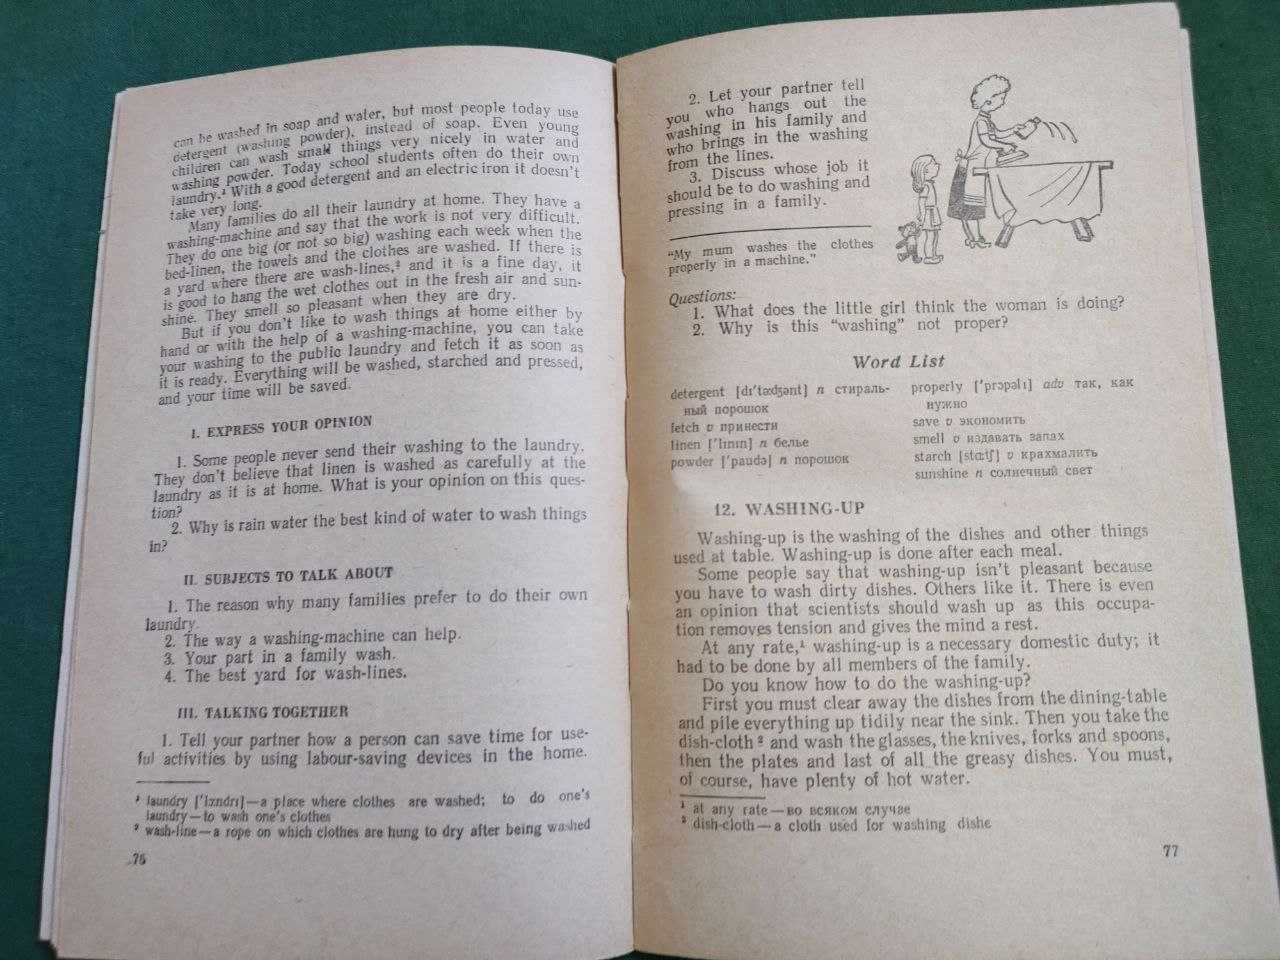 can be washed in soap and water, but most people today use
detergent (washing powder), instead of soap. Even young
children can wash small things very nicely in water and
washing powder. Today school students often do their own
laundry.¹ With a good detergent and an electric iron it doesn't
take very long.
Many families do all their laundry at home. They have a
washing-machine and say that the work is not very difficult.
They do one big (or not so big) washing each week when the
bed-linen, the towels and the clothes are washed. If there is
a yard where there are wash-lines,² and it is a fine day, it
is good to hang the wet clothes out in the fresh air and sun-
shine. They smell so pleasant when they are dry.
But if you don't like to wash things at home either by
hand or with the help of a washing-machine, you can take
your washing to the public laundry and fetch it as soon as
it is ready. Everything will be washed, starched and pressed,
and your time will be saved.
I. EXPRESS YOUR OPINION
1. Some people never send their washing to the laundry.
They don't believe that linen is washed as carefully at the
laundry as it is at home. What is your opinion on this ques-
tion?
2. Why is rain water the best kind of water to wash things
in?
II. SUBJECTS TO TALK ABOUT
1. The reason why many families prefer to do their own
laundry.
2. The way a washing-machine can help.
3. Your part in a family wash.
4. The best yard for wash-lines.
III. TALKING TOGETHER
1. Tell your partner how a person can save time for use-
ful activities by using labour-saving devices in the home.
¹ laundry ['lɔndrɪ]—a place where clothes are washed; to do one's
laundry—to wash one's clothes
² wash-line—a rope on which clothes are hung to dry after being washed
76
2. Let your partner tell
you who hangs out the
washing in his family and
who brings in the washing
from the lines.
3. Discuss whose job it
should be to do washing and
pressing in a family.
“My mum washes the clothes
properly in a machine.”
Questions:
1. What does the little girl think the woman is doing?
2. Why is this “washing” not proper?
Word List
detergent [dɪ'tæʤənt] n стираль-
ный порошок
fetch v принести
linen ['lɪnɪn] n белье
powder ['paudə] n порошок
properly ['prɔpəlɪ] adv так, как
нужно
save v экономить
smell v издавать запах
starch [stɑ:tʃ] v крахмалить
sunshine n солнечный свет
12. WASHING-UP
Washing-up is the washing of the dishes and other things
used at table. Washing-up is done after each meal.
Some people say that washing-up isn't pleasant because
you have to wash dirty dishes. Others like it. There is even
an opinion that scientists should wash up as this occupa-
tion removes tension and gives the mind a rest.
At any rate,¹ washing-up is a necessary domestic duty; it
had to be done by all members of the family.
Do you know how to do the washing-up?
First you must clear away the dishes from the dining-table
and pile everything up tidily near the sink. Then you take the
dish-cloth² and wash the glasses, the knives, forks and spoons,
then the plates and last of all the greasy dishes. You must,
of course, have plenty of hot water.
¹ at any rate—во всяком случае
² dish-cloth—a cloth used for washing dishe
77